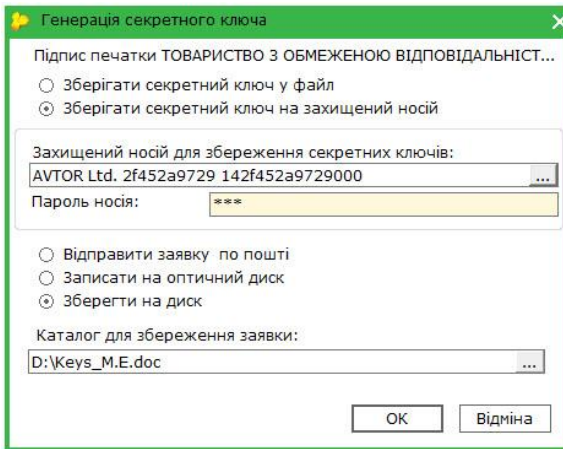 Генерація секретного ключа
Підпис печатки ТОВАРИСТВО З ОБМЕЖЕНОЮ ВІДПОВІДАЛЬНІСТ...
Зберігати секретний ключ у файл
Зберігати секретний ключ на захищений носій
Захищений носій для збереження секретних ключів:
AVTOR Ltd. 2f452a9729 142f452a9729000
...
Пароль носія:
***
Відправити заявку по пошті
Записати на оптичний диск
Зберегти на диск
Каталог для збереження заявки:
D:\Keys_M.E.doc
...
OK
Відміна